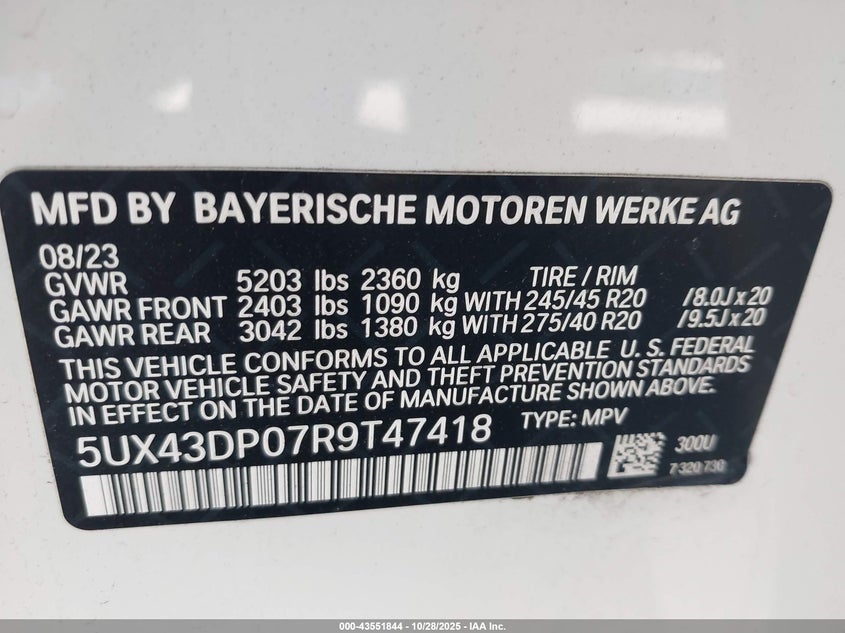 MFD BY BAYERISCHE MOTOREN WERKE AG
08/23
GVWR 5203 lbs 2360 kg TIRE / RIM
GAWR FRONT 2403 lbs 1090 kg WITH 245/45 R20 /8.0J x 20
GAWR REAR 3042 lbs 1380 kg WITH 275/40 R20 /9.5J x 20
THIS VEHICLE CONFORMS TO ALL APPLICABLE U. S. FEDERAL
MOTOR VEHICLE SAFETY AND THEFT PREVENTION STANDARDS
IN EFFECT ON THE DATE OF MANUFACTURE SHOWN ABOVE.
5UX43DP07R9T47418 TYPE: MPV
300U
7 320 730
000-43551844 | 10/28/2025 - IAA Inc.